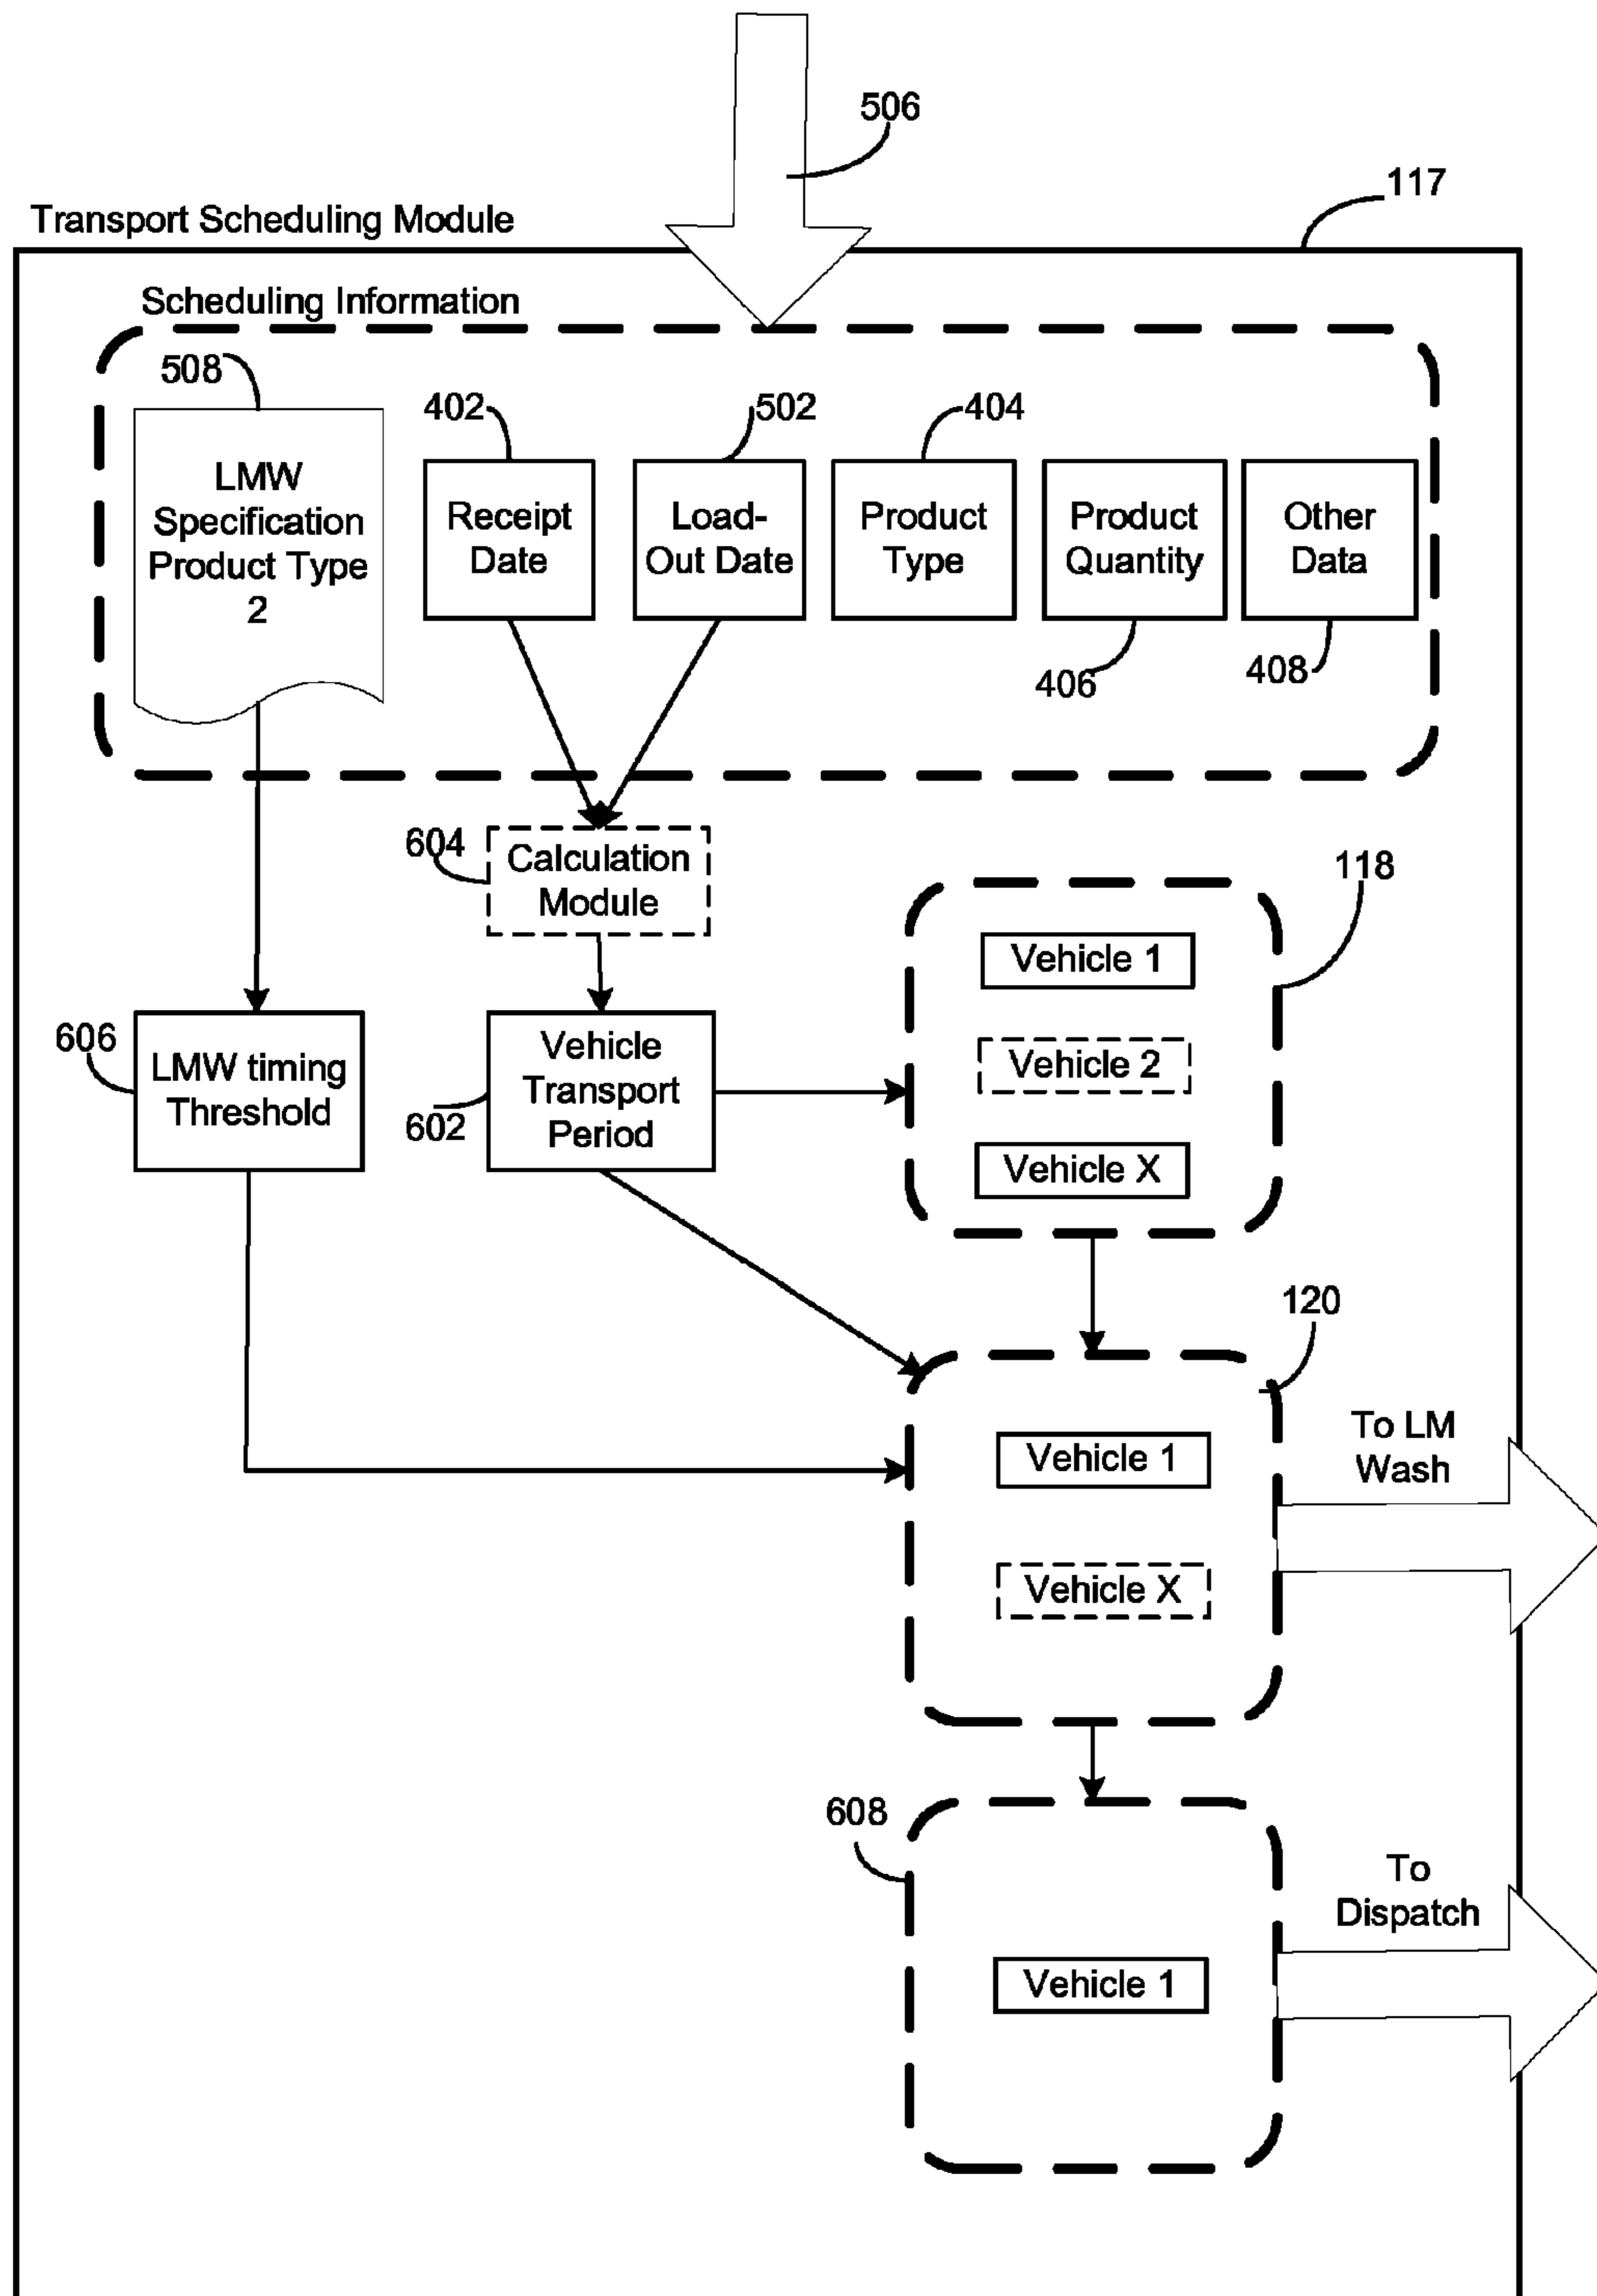 506
117
Transport Scheduling Module
Scheduling Information
508
402
502
404
LMW
Specification
Product Type
2
Receipt
Date
Load-
Out Date
Product
Type
Product
Quantity
Other
Data
406
408
604
Calculation
Module
118
Vehicle 1
606
LMW timing
Threshold
602
Vehicle
Transport
Period
Vehicle 2
Vehicle X
120
Vehicle 1
To LM
Wash
Vehicle X
608
To
Dispatch
Vehicle 1